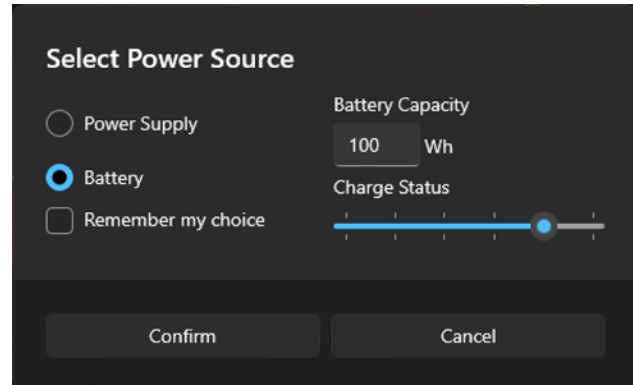 Select Power Source
Power Supply
Battery
Remember my choice
Battery Capacity
100 Wh
Charge Status
Confirm
Cancel